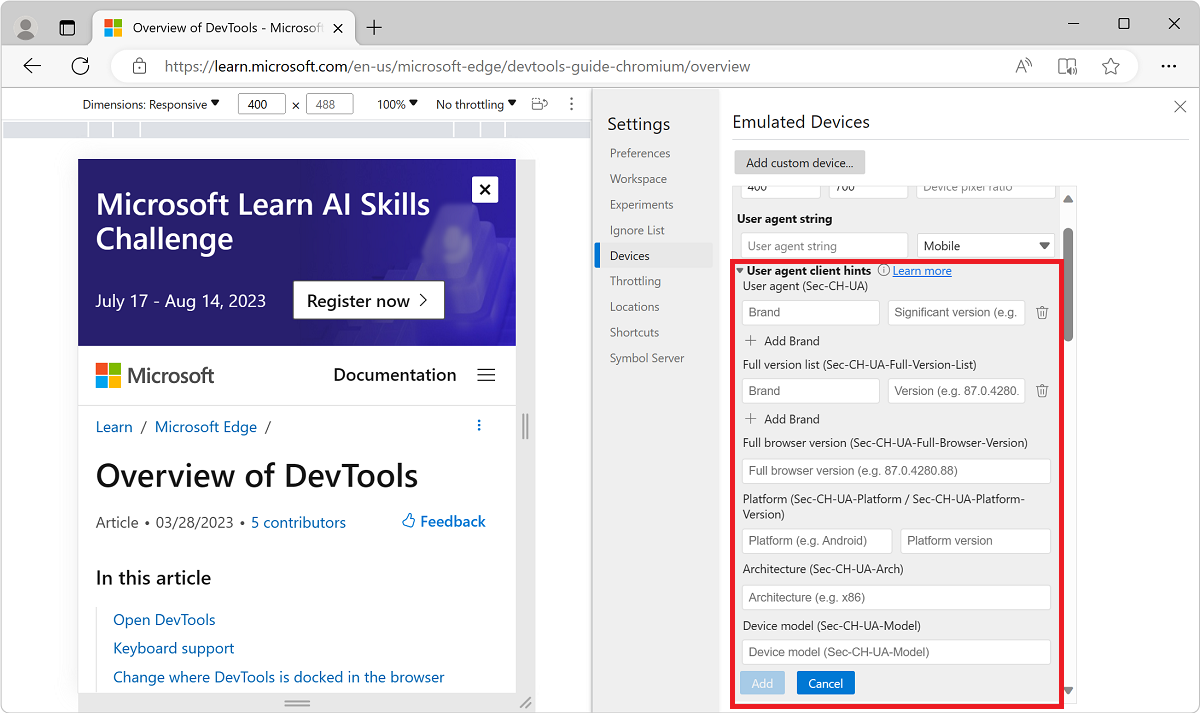 Overview of DevTools - Microsoft
https://learn.microsoft.com/en-us/microsoft-edge/devtools-guide-chromium/overview
Dimensions: Responsive 400 x 488 100% No throttling
Microsoft Learn AI Skills
Challenge
July 17 - Aug 14, 2023 Register now
Microsoft Documentation
Learn / Microsoft Edge /
Overview of DevTools
Article • 03/28/2023 • 5 contributors Feedback
In this article
Open DevTools
Keyboard support
Change where DevTools is docked in the browser
Settings
Preferences
Workspace
Experiments
Ignore List
Devices
Throttling
Locations
Shortcuts
Symbol Server
Emulated Devices
Add custom device...
400 700 Device pixel ratio
User agent string
User agent string Mobile
User agent client hints Learn more
User agent (Sec-CH-UA)
Brand Significant version (e.g.
+ Add Brand
Full version list (Sec-CH-UA-Full-Version-List)
Brand Version (e.g. 87.0.4280.
+ Add Brand
Full browser version (Sec-CH-UA-Full-Browser-Version)
Full browser version (e.g. 87.0.4280.88)
Platform (Sec-CH-UA-Platform / Sec-CH-UA-Platform-
Version)
Platform (e.g. Android) Platform version
Architecture (Sec-CH-UA-Arch)
Architecture (e.g. x86)
Device model (Sec-CH-UA-Model)
Device model (Sec-CH-UA-Model)
Add Cancel